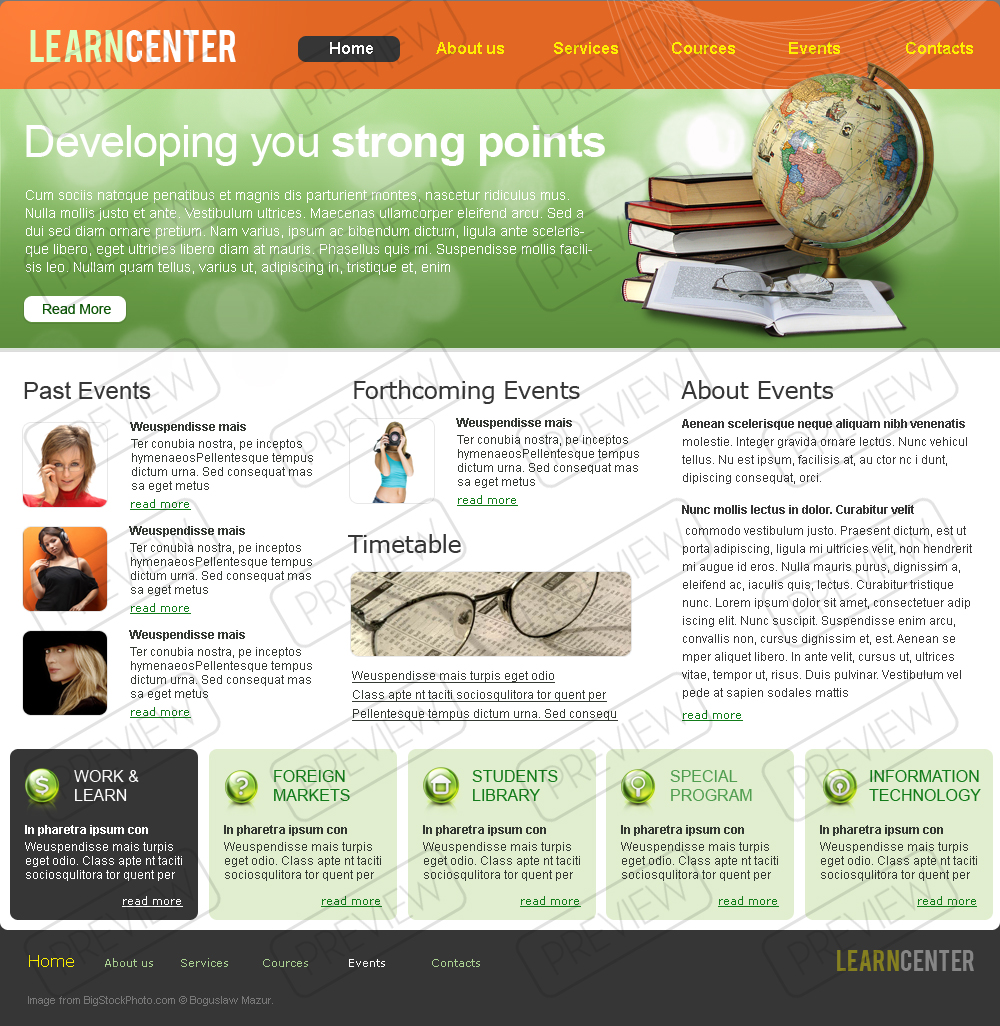 LEARNCENTER
Home
About us
Services
Cources
Events
Contacts
Developing you strong points
Cum sociis natoque penatibus et magnis dis parturient montes, nascetur ridiculus mus.
Nulla mollis justo et ante. Vestibulum ultrices. Maecenas ullamcorper eleifend arcu. Sed a
dui sed diam ornare pretium. Nam varius, ipsum ac bibendum dictum, ligula ante sceleris-
que libero, eget ultricies libero diam at mauris. Phasellus quis mi. Suspendisse mollis facili-
sis leo. Nullam quam tellus, varius ut, adipiscing in, tristique et, enim
Read More
Past Events
Weuspendisse mais
Ter conubia nostra, pe inceptos
hymenaeosPellentesque tempus
dictum urna. Sed consequat mas
sa eget metus
read more
Weuspendisse mais
Ter conubia nostra, pe inceptos
hymenaeosPellentesque tempus
dictum urna. Sed consequat mas
sa eget metus
read more
Weuspendisse mais
Ter conubia nostra, pe inceptos
hymenaeosPellentesque tempus
dictum urna. Sed consequat mas
sa eget metus
read more
Forthcoming Events
Weuspendisse mais
Ter conubia nostra, pe inceptos
hymenaeosPellentesque tempus
dictum urna. Sed consequat mas
sa eget metus
read more
Timetable
Weuspendisse mais turpis eget odio
Class apte nt taciti sociosqulitora tor quent per
Pellentesque tempus dictum urna. Sed consequ
About Events
Aenean scelerisque neque aliquam nibh venenatis
molestie. Integer gravida ornare lectus. Nunc vehicul
tellus. Nu est ipsum, facilisis at, au ctor nc i dunt,
dipiscing consequat, orci.
Nunc mollis lectus in dolor. Curabitur velit
commodo vestibulum justo. Praesent dictum, est ut
porta adipiscing, ligula mi ultricies velit, non hendrerit
mi augue id eros. Nulla mauris purus, dignissim a,
eleifend ac, iaculis quis, lectus. Curabitur tristique
nunc. Lorem ipsum dolor sit amet, consectetuer adip
iscing elit. Nunc suscipit. Suspendisse enim arcu,
convallis non, cursus dignissim et, est. Aenean se
mper aliquet libero. In ante velit, cursus ut, ultrices
vitae, tempor ut, risus. Duis pulvinar. Vestibulum vel
pede at sapien sodales mattis
read more
WORK &
LEARN
In pharetra ipsum con
Weuspendisse mais turpis
eget odio. Class apte nt taciti
sociosqulitora tor quent per
read more
FOREIGN
MARKETS
In pharetra ipsum con
Weuspendisse mais turpis
eget odio. Class apte nt taciti
sociosqulitora tor quent per
read more
STUDENTS
LIBRARY
In pharetra ipsum con
Weuspendisse mais turpis
eget odio. Class apte nt taciti
sociosqulitora tor quent per
read more
SPECIAL
PROGRAM
In pharetra ipsum con
Weuspendisse mais turpis
eget odio. Class apte nt taciti
sociosqulitora tor quent per
read more
INFORMATION
TECHNOLOGY
In pharetra ipsum con
Weuspendisse mais turpis
eget odio. Class apte nt taciti
sociosqulitora tor quent per
read more
Home
About us
Services
Cources
Events
Contacts
LEARNCENTER
Image from BigStockPhoto.com © Boguslaw Mazur.
PREVIEW